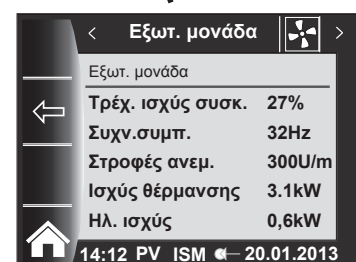 < Εξωτ. μονάδα >
Εξωτ. μονάδα
Τρέχ. ισχύς συσκ. 27%
Συχν.συμπ. 32Hz
Στροφές ανεμ. 300U/m
Ισχύς θέρμανσης 3.1kW
Ηλ. ισχύς 0,6kW
14:12 PV ISM 20.01.2013